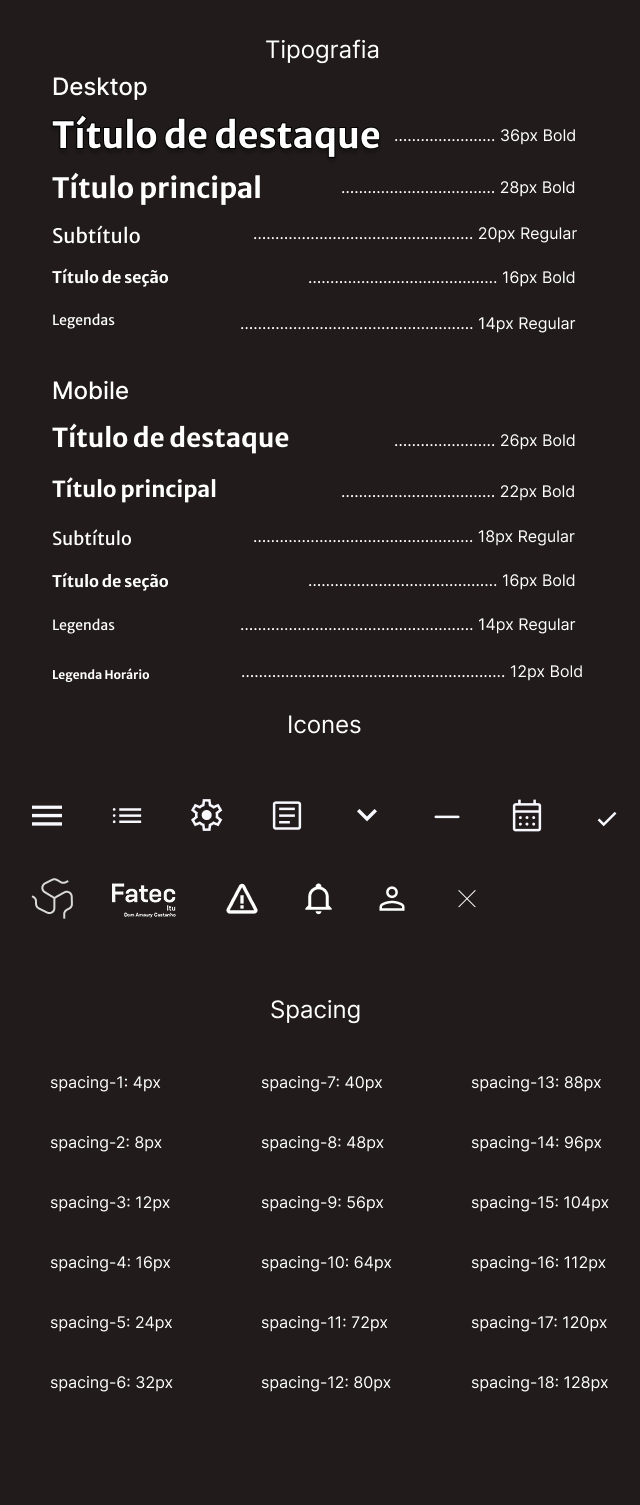 Tipografia
Desktop
Título de destaque ....................... 36px Bold
Título principal ................................... 28px Bold
Subtítulo .................................................. 20px Regular
Título de seção ........................................... 16px Bold
Legendas ..................................................... 14px Regular
Mobile
Título de destaque ....................... 26px Bold
Título principal ................................... 22px Bold
Subtítulo .................................................. 18px Regular
Título de seção ........................................... 16px Bold
Legendas ..................................................... 14px Regular
Legenda Horário ............................................................ 12px Bold
Icones
Fatec
Itu
Dom Amaury Castanho
Spacing
spacing-1: 4px spacing-7: 40px spacing-13: 88px
spacing-2: 8px spacing-8: 48px spacing-14: 96px
spacing-3: 12px spacing-9: 56px spacing-15: 104px
spacing-4: 16px spacing-10: 64px spacing-16: 112px
spacing-5: 24px spacing-11: 72px spacing-17: 120px
spacing-6: 32px spacing-12: 80px spacing-18: 128px